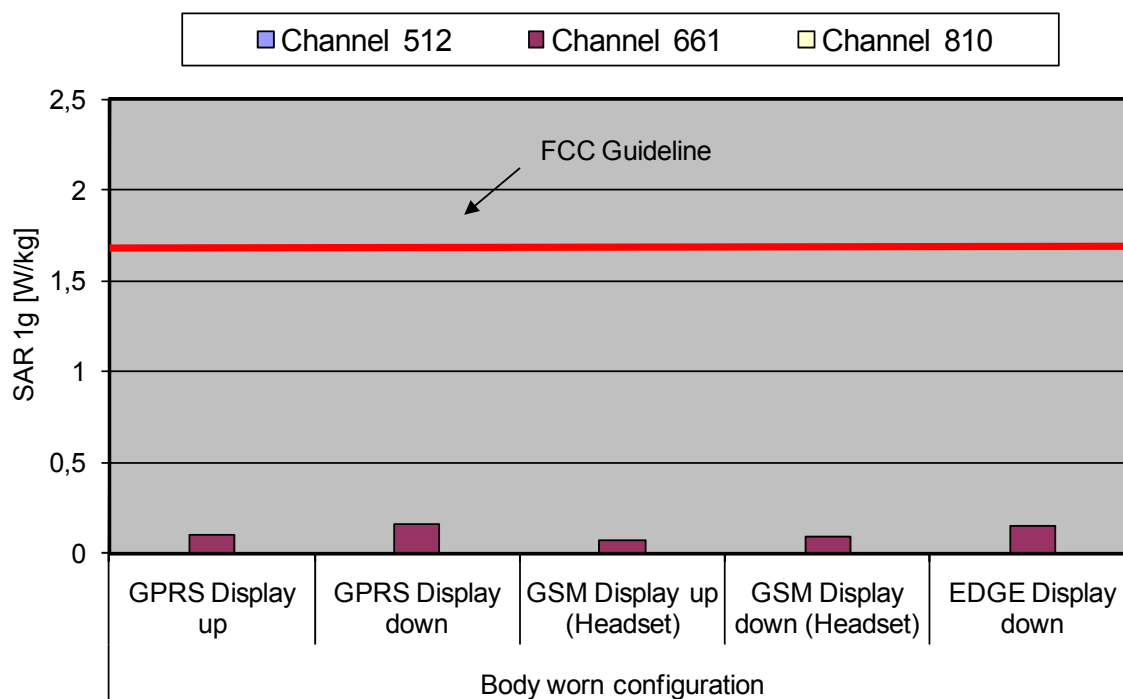 Channel 512 Channel 661 Channel 810
2,5
2
1,5
1
0,5
0
SAR 1g [W/kg]
FCC Guideline
GPRS Display up
GPRS Display down
GSM Display up (Headset)
GSM Display down (Headset)
EDGE Display down
Body worn configuration